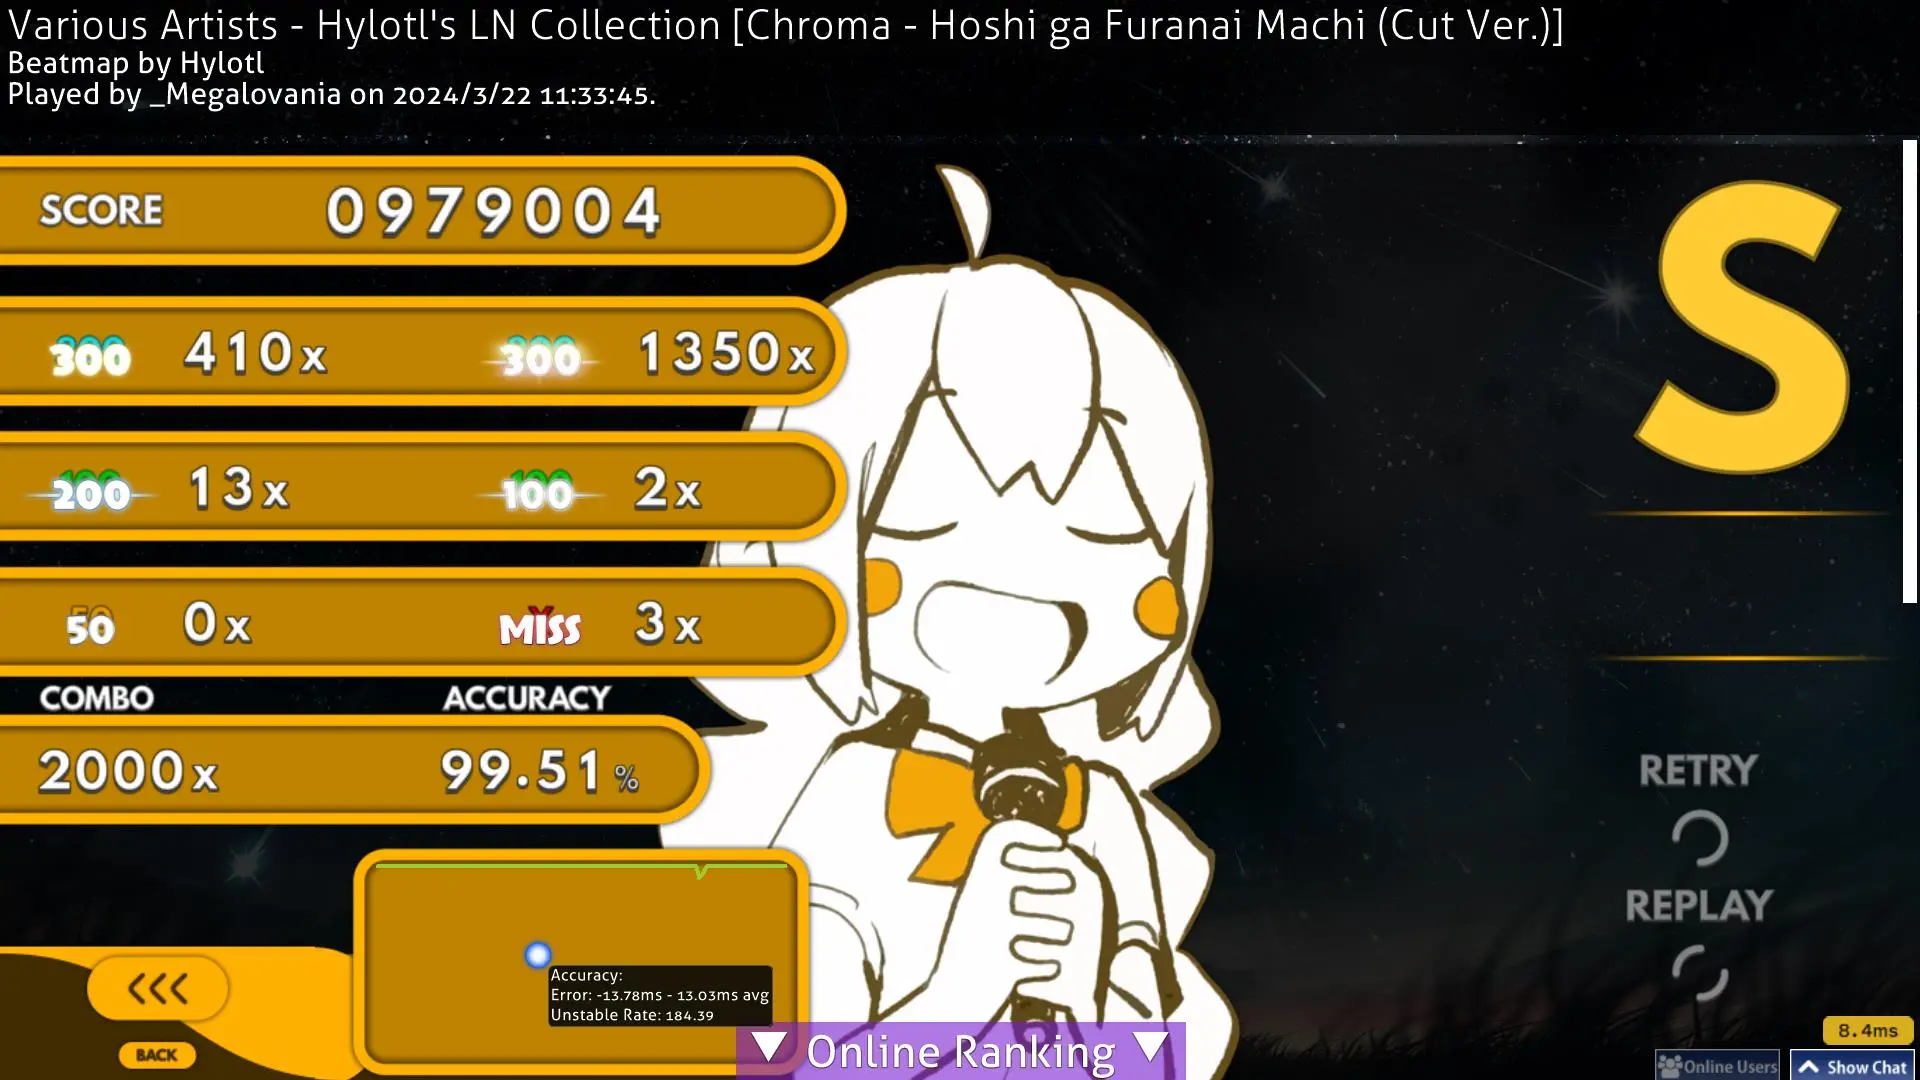 Various Artists - Hylotl's LN Collection [Chroma - Hoshi ga Furanai Machi (Cut Ver.)]
Beatmap by Hylotl
Played by _Megalovania on 2024/3/22 11:33:45.
SCORE 0979004
300 410x 300 1350x
200 13x 100 2x
50 0x MISS 3x
COMBO ACCURACY
2000x 99.51%
S
RETRY
REPLAY
Accuracy:
Error: -13.78ms - 13.03ms avg
Unstable Rate: 184.39
<<<
BACK
▼ Online Ranking ▼
8.4ms
Online Users
Show Chat